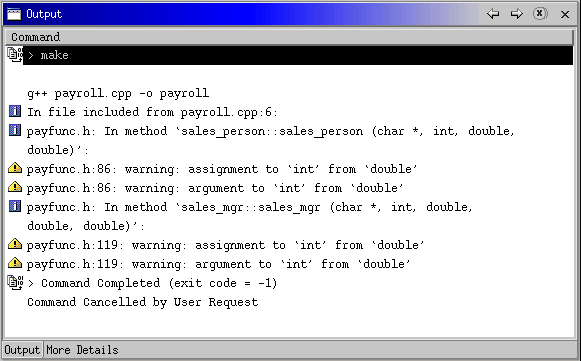 Output
Command
> make
g++ payroll.cpp -o payroll
In file included from payroll.cpp:6:
payfunc.h: In method ‘sales_person::sales_person (char *, int, double,
double)’:
payfunc.h:86: warning: assignment to ‘int’ from ‘double’
payfunc.h:86: warning: argument to ‘int’ from ‘double’
payfunc.h: In method ‘sales_mgr::sales_mgr (char *, int, double,
double, double)’:
payfunc.h:119: warning: assignment to ‘int’ from ‘double’
payfunc.h:119: warning: argument to ‘int’ from ‘double’
> Command Completed (exit code = -1)
Command Cancelled by User Request
Output More Details